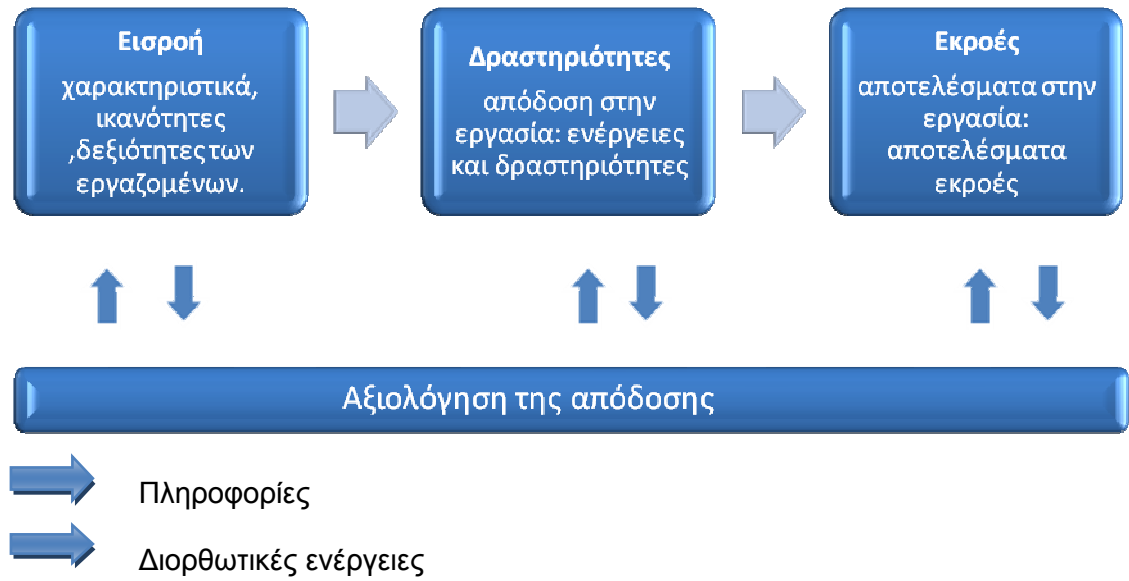 Εισροή
χαρακτηριστικά,
ικανότητες
,δεξιότητες των
εργαζομένων.
Δραστηριότητες
απόδοση στην
εργασία: ενέργειες
και δραστηριότητες
Εκροές
αποτελέσματα στην
εργασία:
αποτελέσματα
εκροές
Αξιολόγηση της απόδοσης
Πληροφορίες
Διορθωτικές ενέργειες